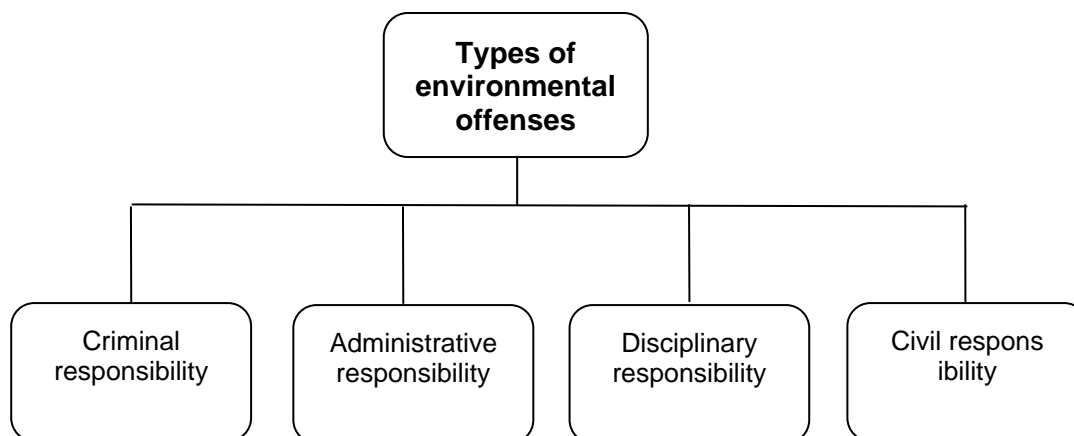 Types of
environmental
offenses
Criminal
responsibility
Administrative
responsibility
Disciplinary
responsibility
Civil respons
ibility